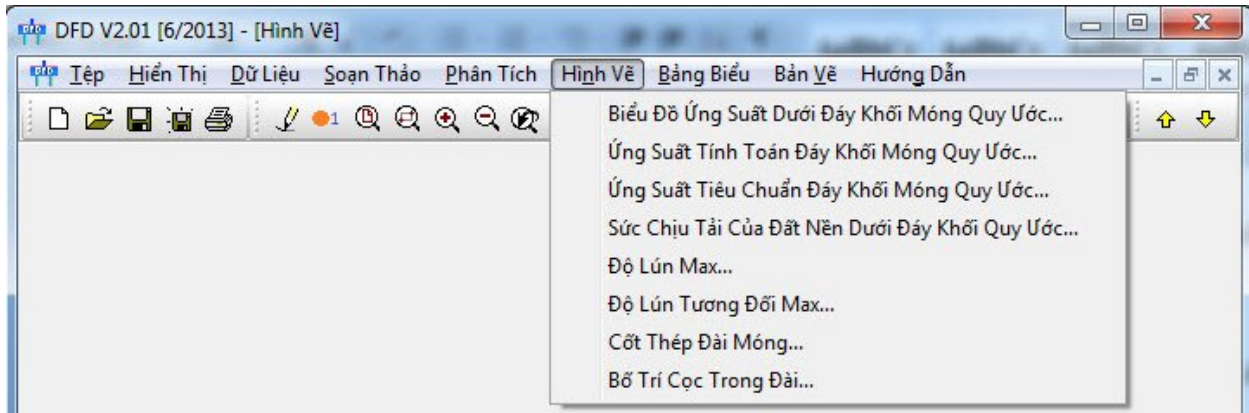 DFD V2.01 [6/2013] - [Hình Vẽ]
Tệp Hiển Thị Dữ Liệu Soạn Thảo Phân Tích Hình Vẽ Bảng Biểu Bản Vẽ Hướng Dẫn
1
Biểu Đồ Ứng Suất Dưới Đáy Khối Móng Quy Ước...
Ứng Suất Tính Toán Đáy Khối Móng Quy Ước...
Ứng Suất Tiêu Chuẩn Đáy Khối Móng Quy Ước...
Sức Chịu Tải Của Đất Nền Dưới Đáy Khối Quy Ước...
Độ Lún Max...
Độ Lún Tương Đối Max...
Cốt Thép Đài Móng...
Bố Trí Cọc Trong Đài...